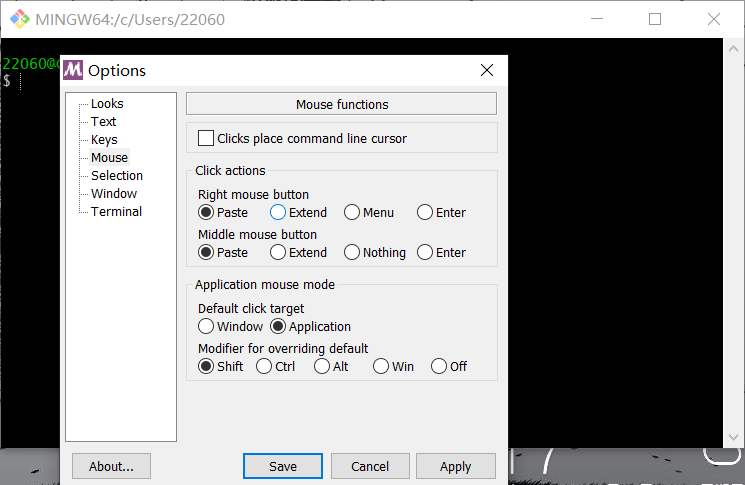 MINGW64:/c/Users/22060
22060@
$
Options
Looks
Text
Keys
Mouse
Selection
Window
Terminal
Mouse functions
Clicks place command line cursor
Click actions
Right mouse button
Paste Extend Menu Enter
Middle mouse button
Paste Extend Nothing Enter
Application mouse mode
Default click target
Window Application
Modifier for overriding default
Shift Ctrl Alt Win Off
About... Save Cancel Apply